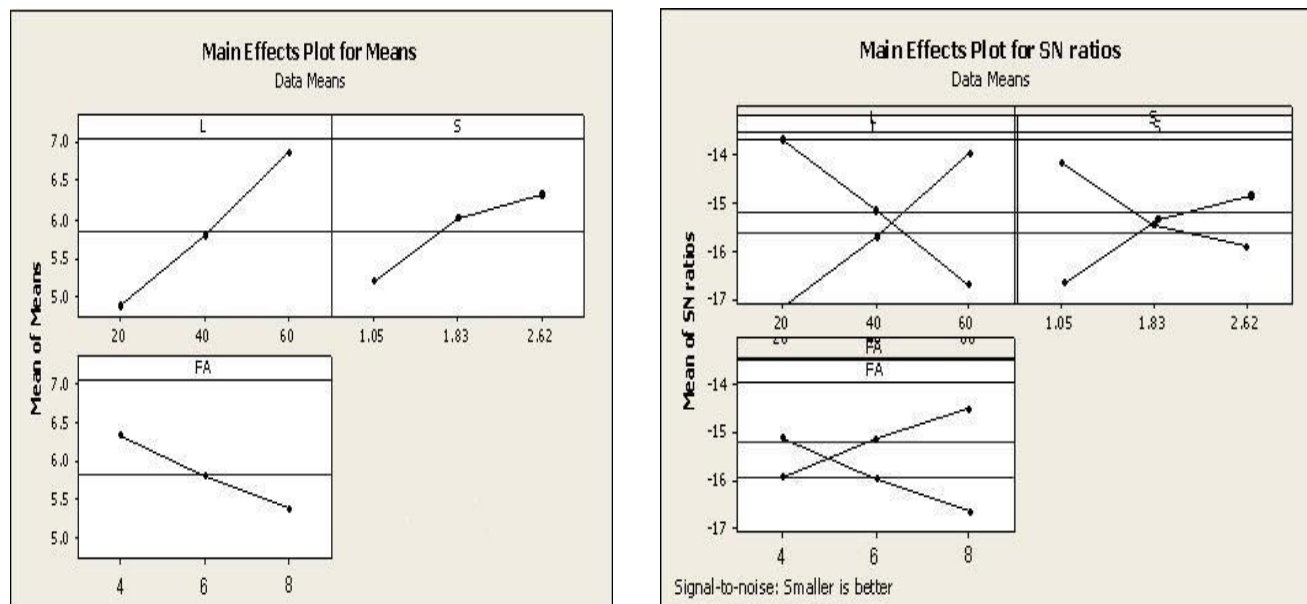 Main Effects Plot for Means
Data Means
Mean of Means
L S
7.0
6.5
6.0
5.5
5.0
20 40 60 1.05 1.83 2.62
FA
7.0
6.5
6.0
5.5
5.0
4 6 8
Main Effects Plot for SN ratios
Data Means
Mean of SN ratios
L S
-14
-15
-16
-17
20 40 60 1.05 1.83 2.62
FA
FA
-14
-15
-16
-17
4 6 8
Signal-to-noise: Smaller is better